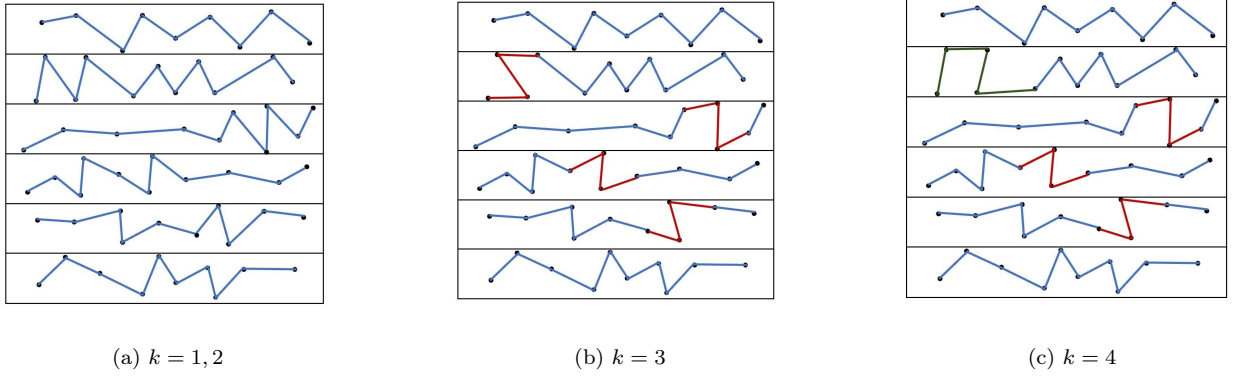 (a) k = 1, 2
(b) k = 3
(c) k = 4